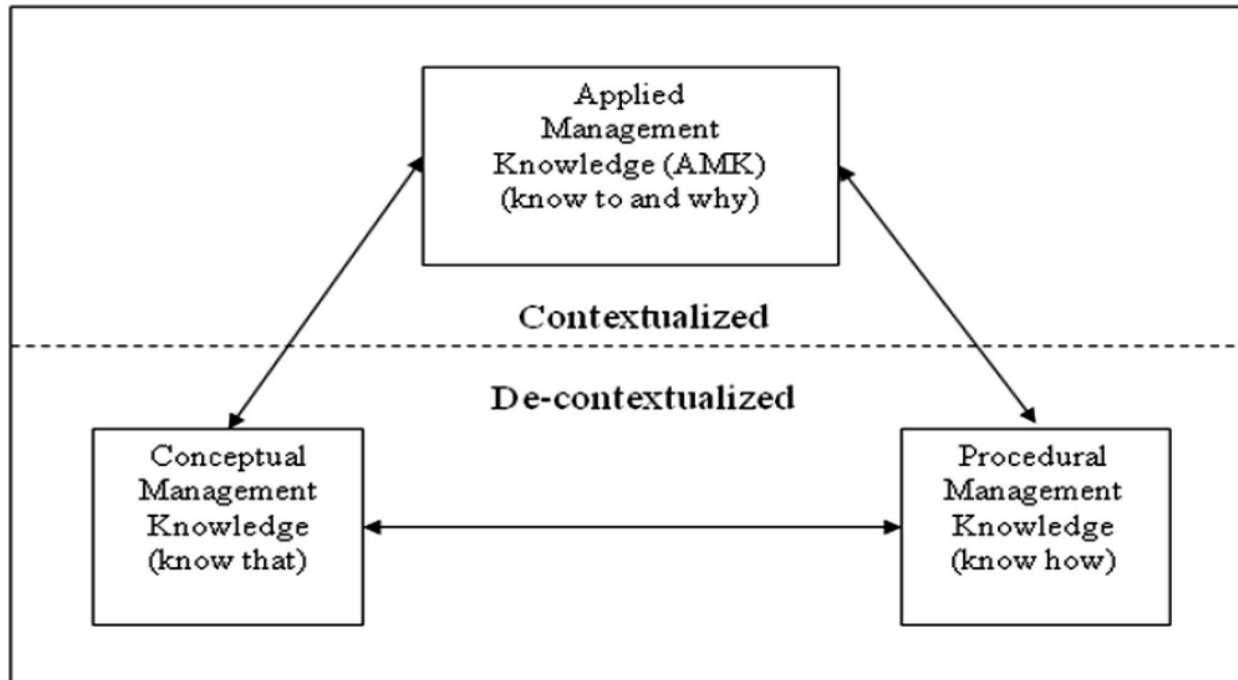 Applied
Management
Knowledge (AMK)
(know to and why)
Contextualized
De-contextualized
Conceptual
Management
Knowledge
(know that)
Procedural
Management
Knowledge
(know how)